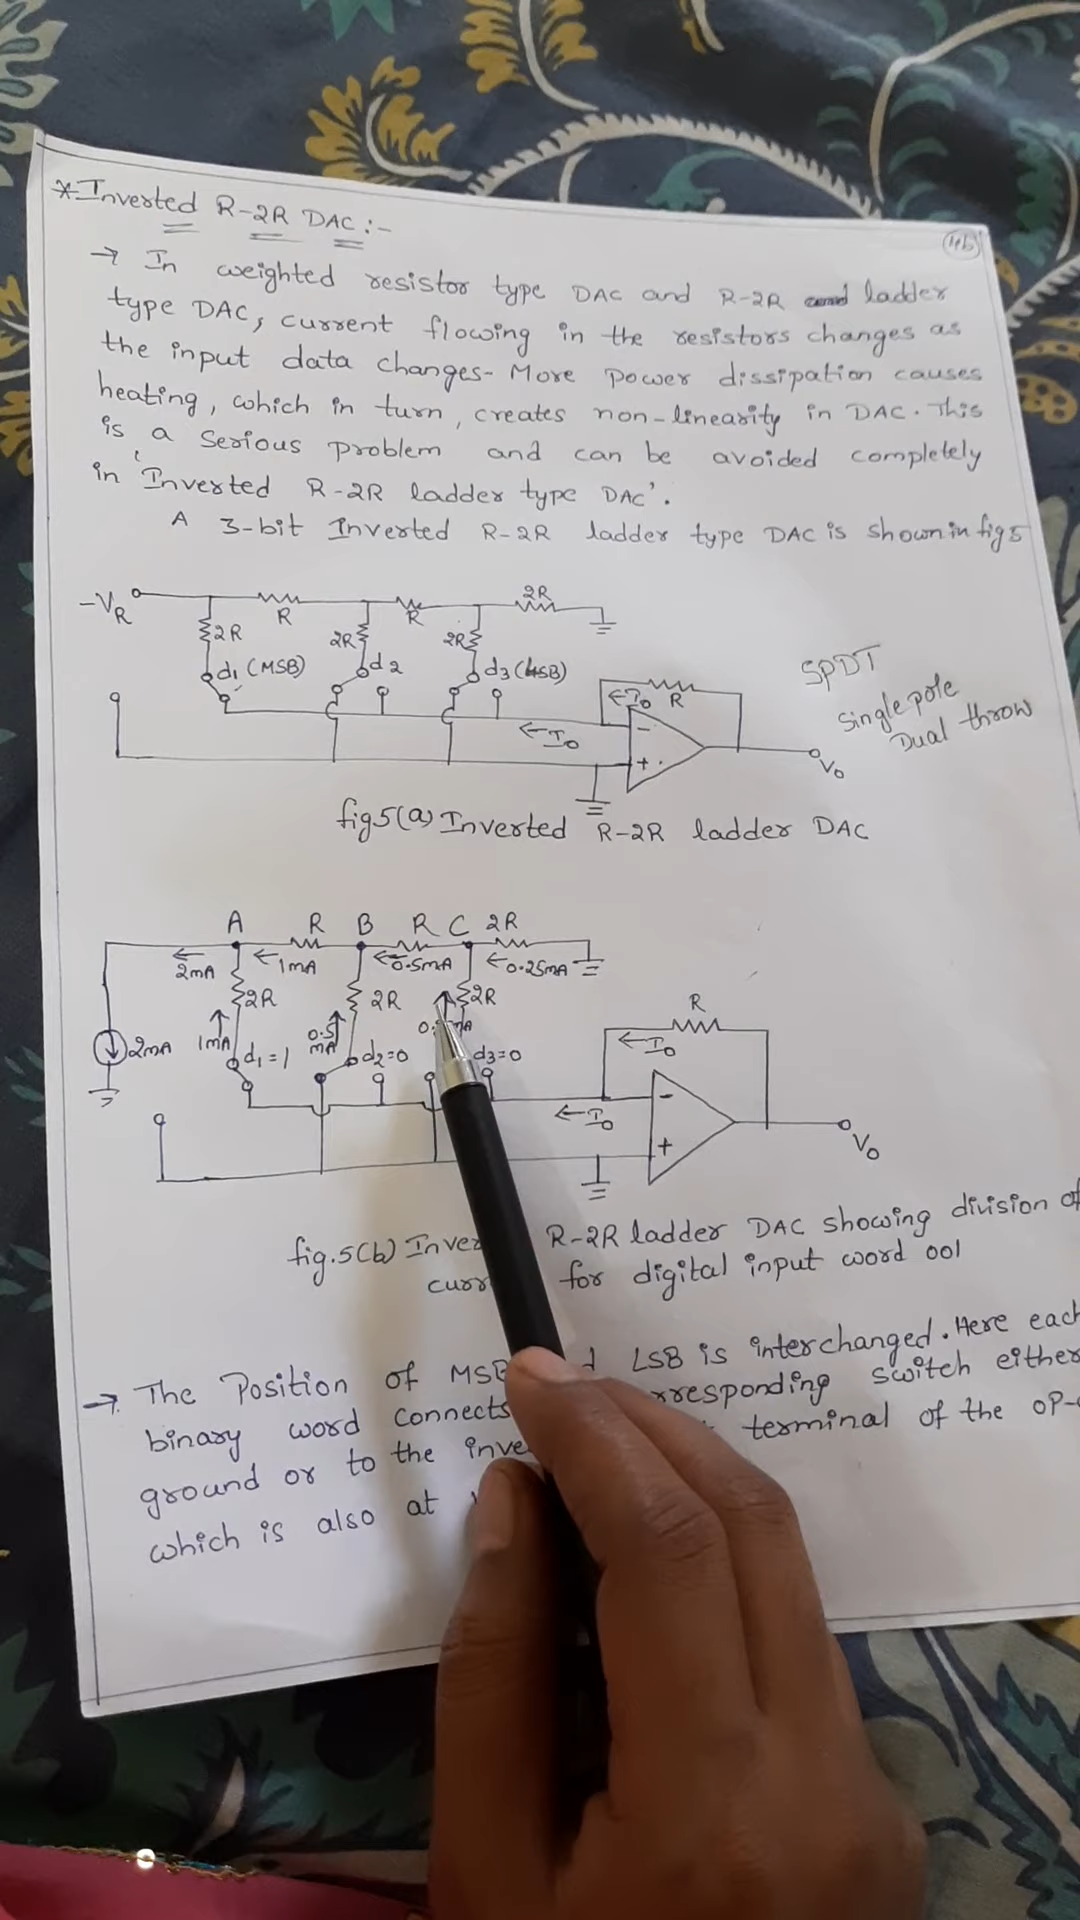 *Inverted R-2R DAC:-
→ In weighted resistor type DAC and R-2R ladder
type DAC, current flowing in the resistors changes as
the input data changes- More power dissipation causes
heating, which in turn, creates non-linearity in DAC. This
is a serious problem and can be avoided completely
in 'Inverted R-2R ladder type DAC'.
A 3-bit Inverted R-2R ladder type DAC is shown in fig 5
-VR R R 2R
2R 2R 2R
d1 (MSB) d2 d3 (LSB)
←Io R
←Io
- +
Vo
SPDT
Single pole
Dual throw
fig5(a) Inverted R-2R ladder DAC
A R B R C 2R
←2mA ←1mA ←0.5mA ←0.25mA
2R 2R 2R
2mA 1mA 0.5 mA
d1=1 d2=0 d3=0
R
←Io
←Io
- +
Vo
fig.5(b) R-2R ladder DAC showing division of
for digital input word 001
→ The Position of LSB is interchanged. Here each
binary word connects switch either
ground or to the terminal of the
which is also at